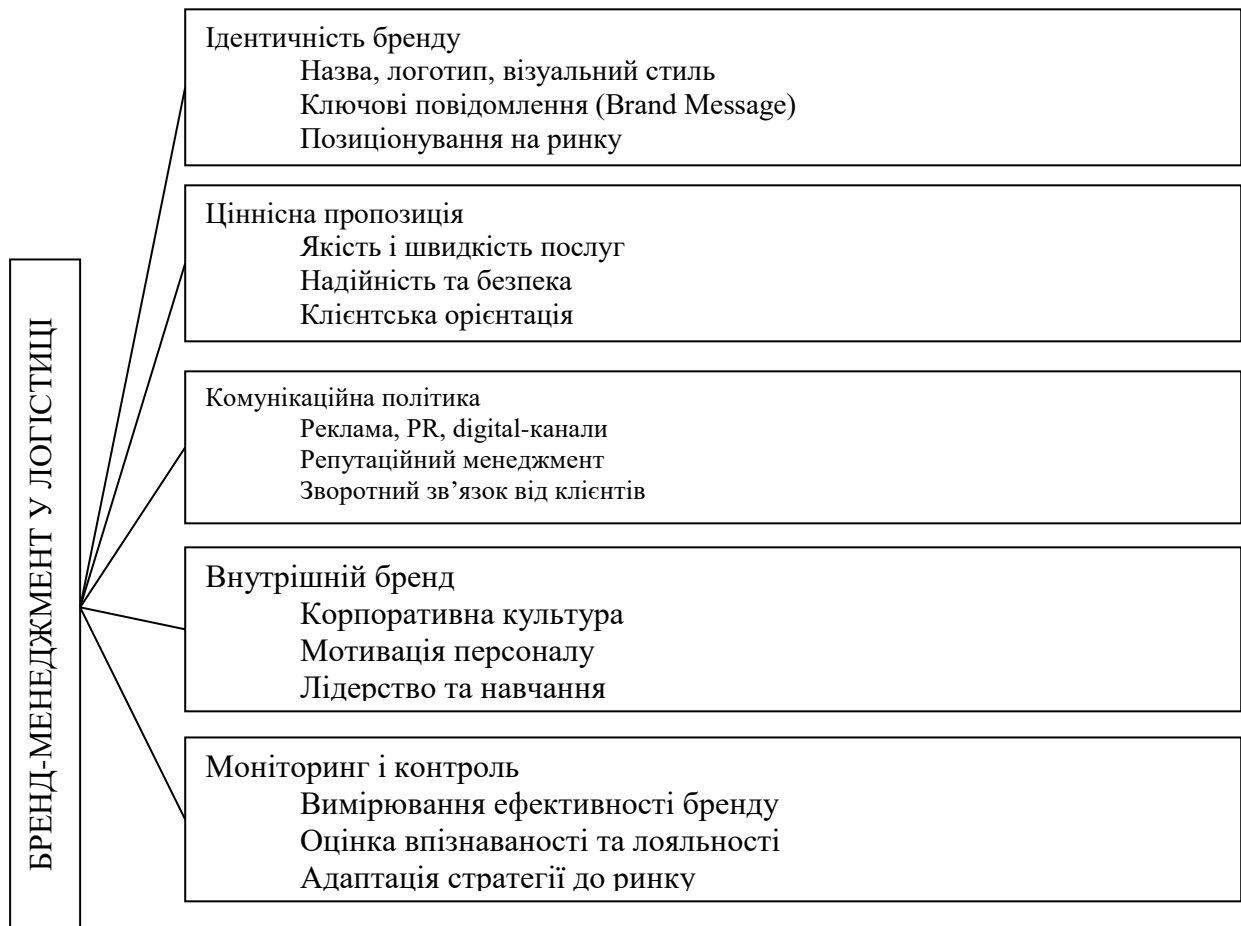 БРЕНД-МЕНЕДЖМЕНТ У ЛОГІСТИЦІ
Ідентичність бренду
Назва, логотип, візуальний стиль
Ключові повідомлення (Brand Message)
Позиціонування на ринку
Ціннісна пропозиція
Якість і швидкість послуг
Надійність та безпека
Клієнтська орієнтація
Комунікаційна політика
Реклама, PR, digital-канали
Репутаційний менеджмент
Зворотний зв’язок від клієнтів
Внутрішній бренд
Корпоративна культура
Мотивація персоналу
Лідерство та навчання
Моніторинг і контроль
Вимірювання ефективності бренду
Оцінка впізнаваності та лояльності
Адаптація стратегії до ринку